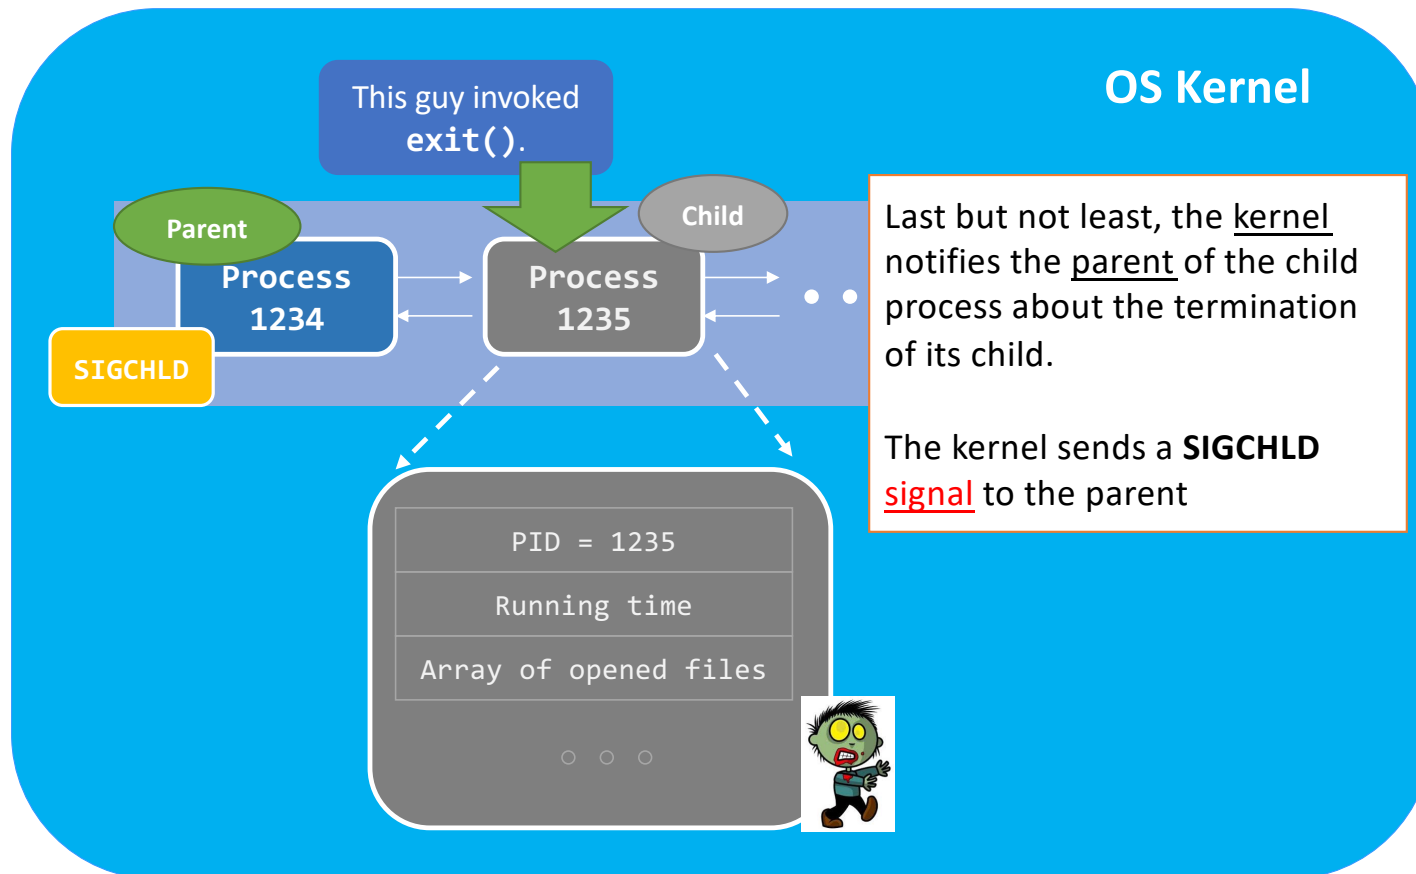 OS Kernel
This guy invoked
exit().
Parent
Child
Process
1234
Process
1235
SIGCHLD
Last but not least, the kernel
notifies the parent of the child
process about the termination
of its child.
The kernel sends a SIGCHLD
signal to the parent
PID = 1235
Running time
Array of opened files